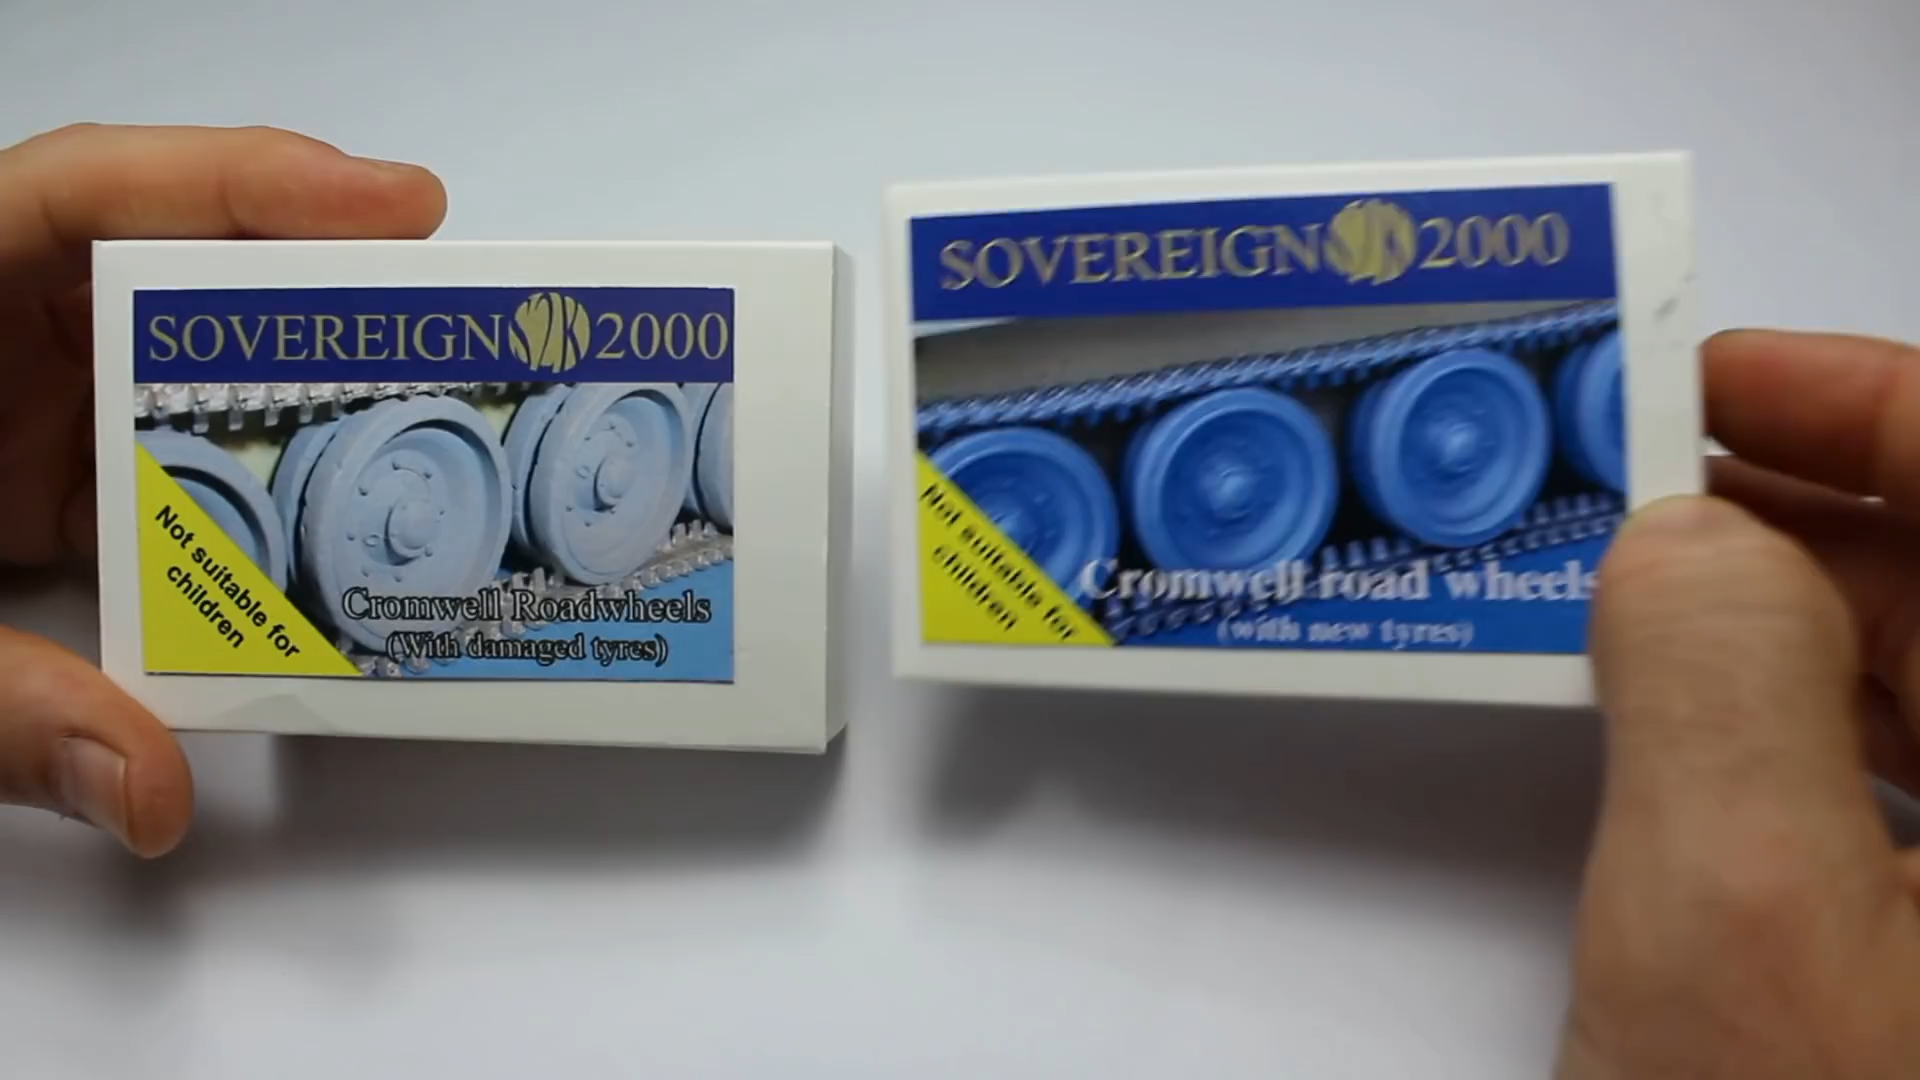 SOVEREIGN S2K 2000
Not suitable for
children
Cromwell Roadwheels
(With damaged tyres)
SOVEREIGN S2K 2000
Not suitable for
children
Cromwell road wheels
(with new tyres)